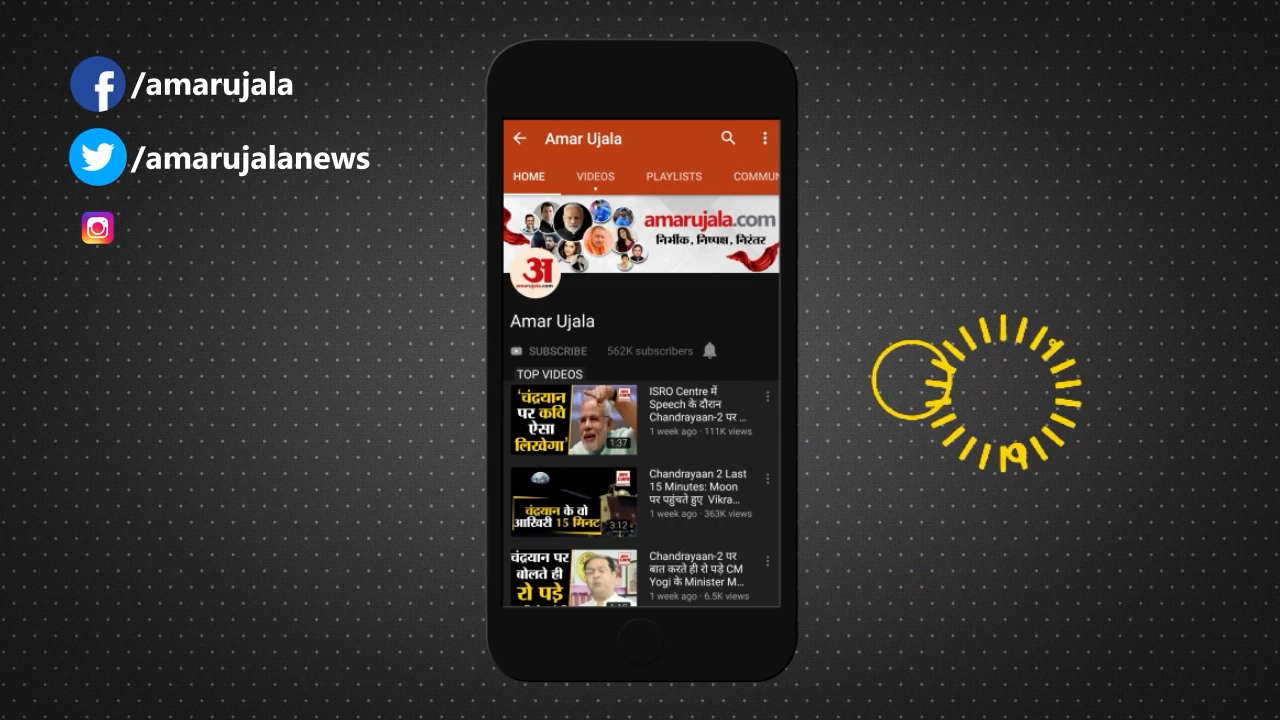 /amarujala
/amarujalanews
Amar Ujala
HOME VIDEOS PLAYLISTS COMMUN
amarujala.com
निर्भीक, निष्पक्ष, निरंतर
अ
amarujala.com
Amar Ujala
SUBSCRIBE 562K subscribers
TOP VIDEOS
'चंद्रयान
पर कवि
ऐसा
लिखेगा'
1:37
ISRO Centre में
Speech के दौरान
Chandrayaan-2 पर ...
1 week ago · 111K views
चंद्रयान के वो
आखिरी 15 मिनट
3:12
Chandrayaan 2 Last
15 Minutes: Moon
पर पहुंचते हुए Vikra...
1 week ago · 363K views
चंद्रयान पर
बोलते ही
रो पड़े
Chandrayaan-2 पर
बात करते ही रो पड़े CM
Yogi के Minister M...
1 week ago · 6.5K views